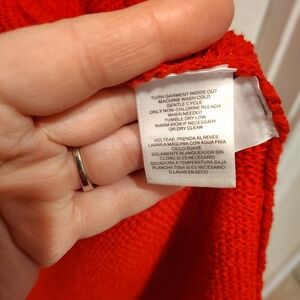 TURN GARMENT INSIDE OUT
MACHINE WASH COLD
GENTLE CYCLE
ONLY NON-CHLORINE BLEACH
WHEN NEEDED
TUMBLE DRY LOW
WARM IRON IF NECESSARY
OR DRY CLEAN
VOLTEAR PRENDA AL REVÉS
LAVAR A MÁQUINA CON AGUA FRIA
CICLO SUAVE
SOLAMENTE BLANQUEADOR SIN
CLORO SI ES NECESARIO
SECADORA A TEMPERATURA BAJA
PLANCHA TIBIA SI ES NECESARIO
O LAVAR EN SECO